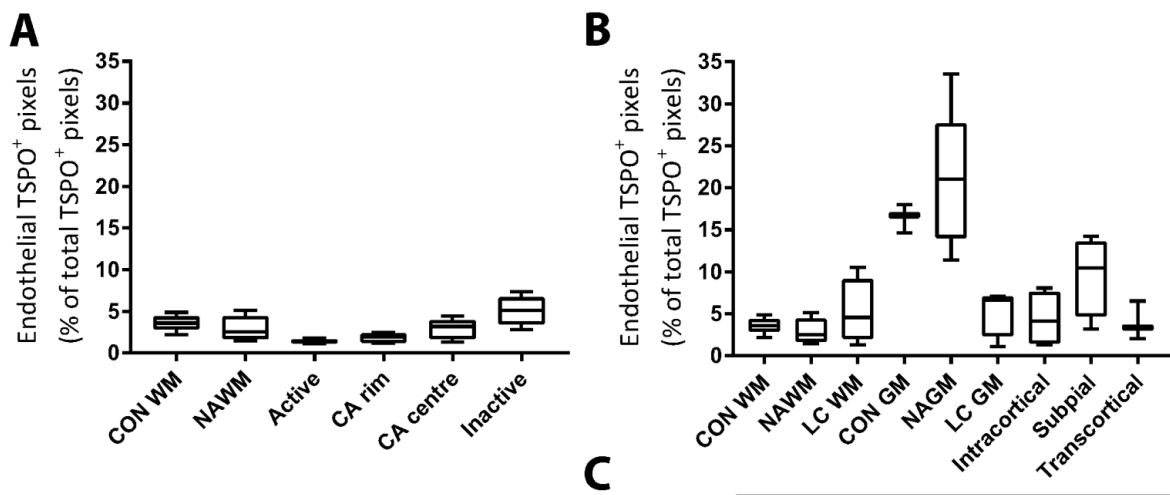 A
Endothelial TSPO⁺ pixels
(% of total TSPO⁺ pixels)
35
30
25
20
15
10
5
0
CON WM
NAWM
Active
CA rim
CA centre
Inactive
B
Endothelial TSPO⁺ pixels
(% of total TSPO⁺ pixels)
35
30
25
20
15
10
5
0
CON WM
NAWM
LC WM
CON GM
NAGM
LC GM
Intracortical
Subpial
Transcortical
C